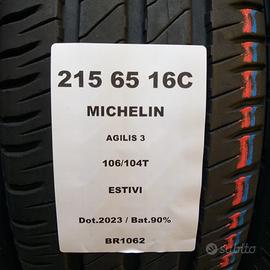 215 65 16C
MICHELIN
AGILIS 3
106/104T
ESTIVI
Dot.2023 / Bat.90%
BR1062
subito